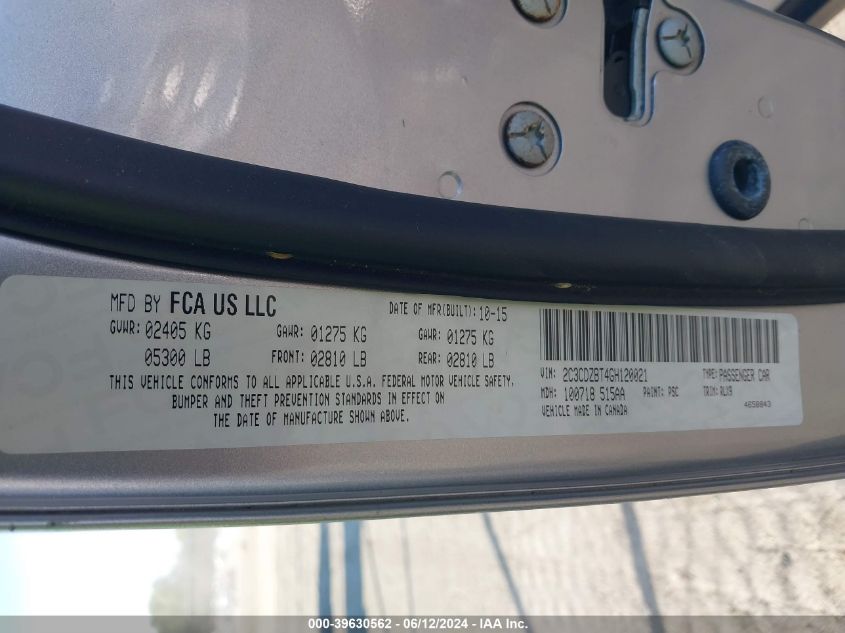 MFD BY FCA US LLC
DATE OF MFR(BUILT): 10-15
GVWR: 02405 KG GAWR: 01275 KG GAWR: 01275 KG
05300 LB FRONT: 02810 LB REAR: 02810 LB
THIS VEHICLE CONFORMS TO ALL APPLICABLE U.S.A. FEDERAL MOTOR VEHICLE SAFETY,
BUMPER AND THEFT PREVENTION STANDARDS IN EFFECT ON
THE DATE OF MANUFACTURE SHOWN ABOVE.
VIN: 2C3CDZBT4GH120021 TYPE: PASSENGER CAR
MDH: 100718 515AA PAINT: PSC TRIM: RLX9
VEHICLE MADE IN CANADA 4658843
000-39630562 - 06/12/2024 - IAA Inc.